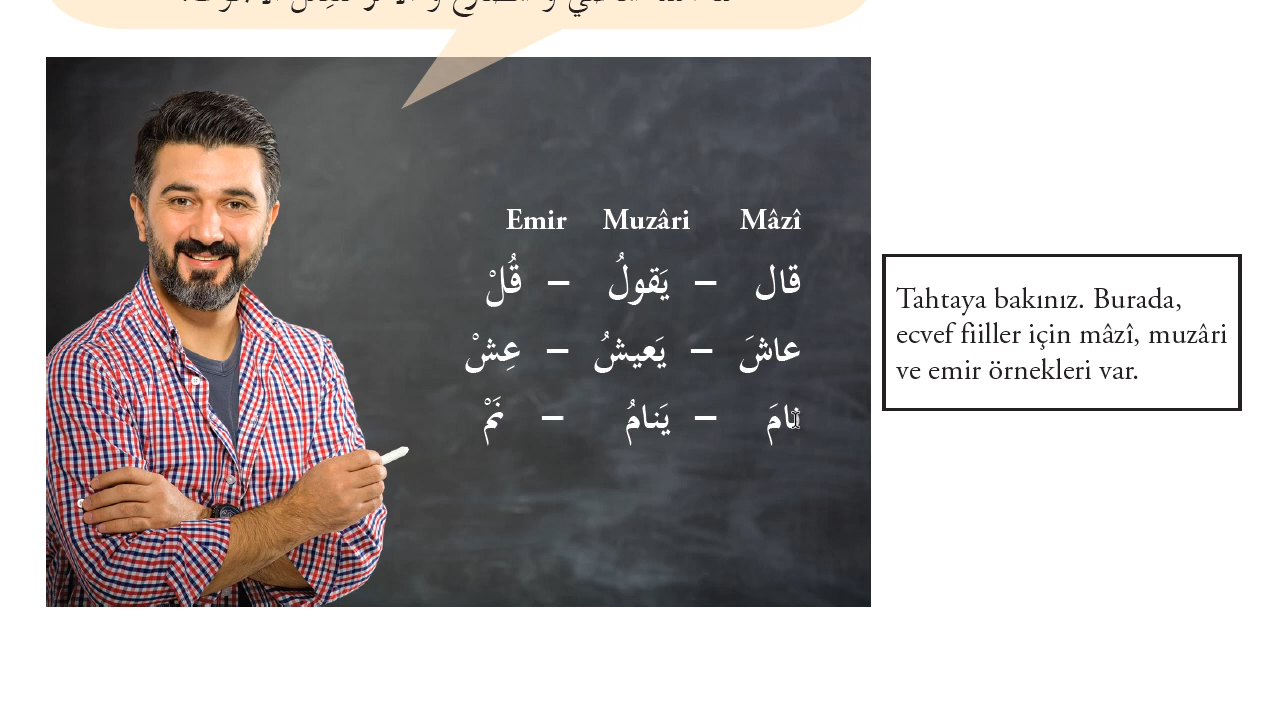 Emir Muzâri Mâzî
قال – يَقولُ – قُلْ
عاشَ – يَعيشُ – عِشْ
نامَ – يَنامُ – نَمْ
Tahtaya bakınız. Burada,
ecvef fiiller için mâzî, muzâri
ve emir örnekleri var.